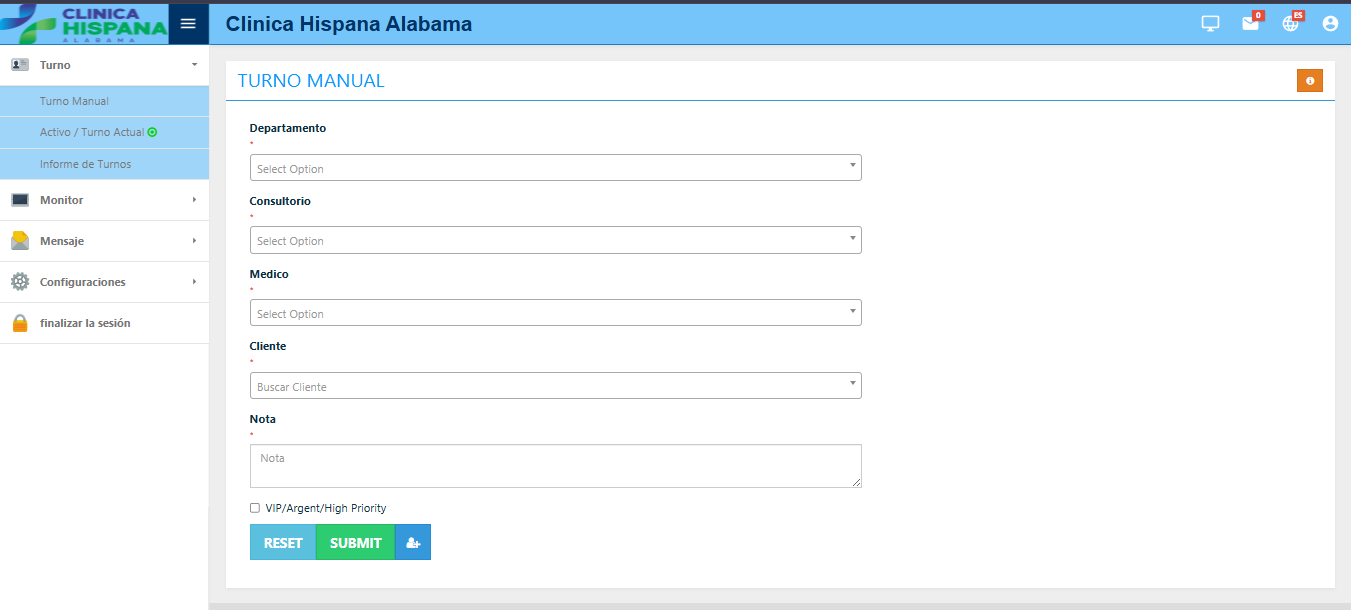 CLINICA
HISPANA
ALABAMA
Clinica Hispana Alabama
0
ES
Turno
Turno Manual
Activo / Turno Actual
Informe de Turnos
Monitor
Mensaje
Configuraciones
finalizar la sesión
TURNO MANUAL
Departamento
*
Select Option
Consultorio
*
Select Option
Medico
*
Select Option
Cliente
*
Buscar Cliente
Nota
*
Nota
VIP/Argent/High Priority
RESET
SUBMIT